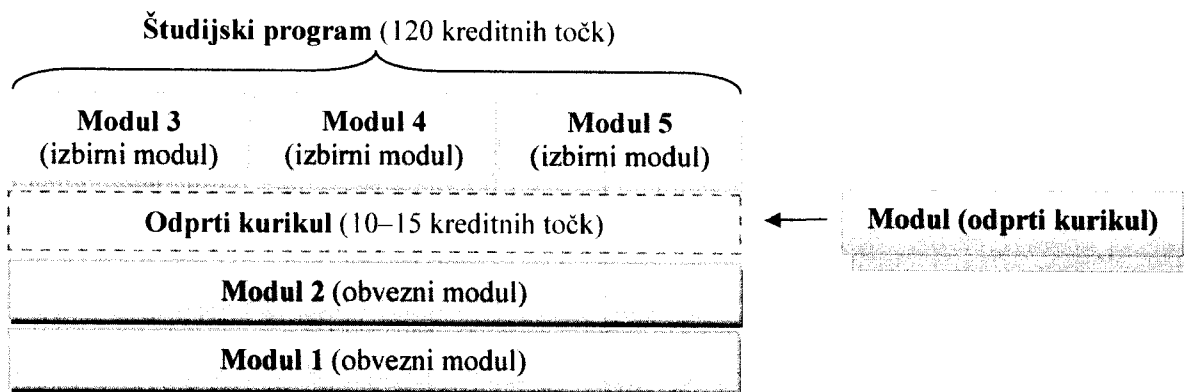 Študijski program (120 kreditnih točk)
Modul 3
(izbirni modul)
Modul 4
(izbirni modul)
Modul 5
(izbirni modul)
Odprti kurikul (10–15 kreditnih točk)
Modul (odprti kurikul)
Modul 2 (obvezni modul)
Modul 1 (obvezni modul)